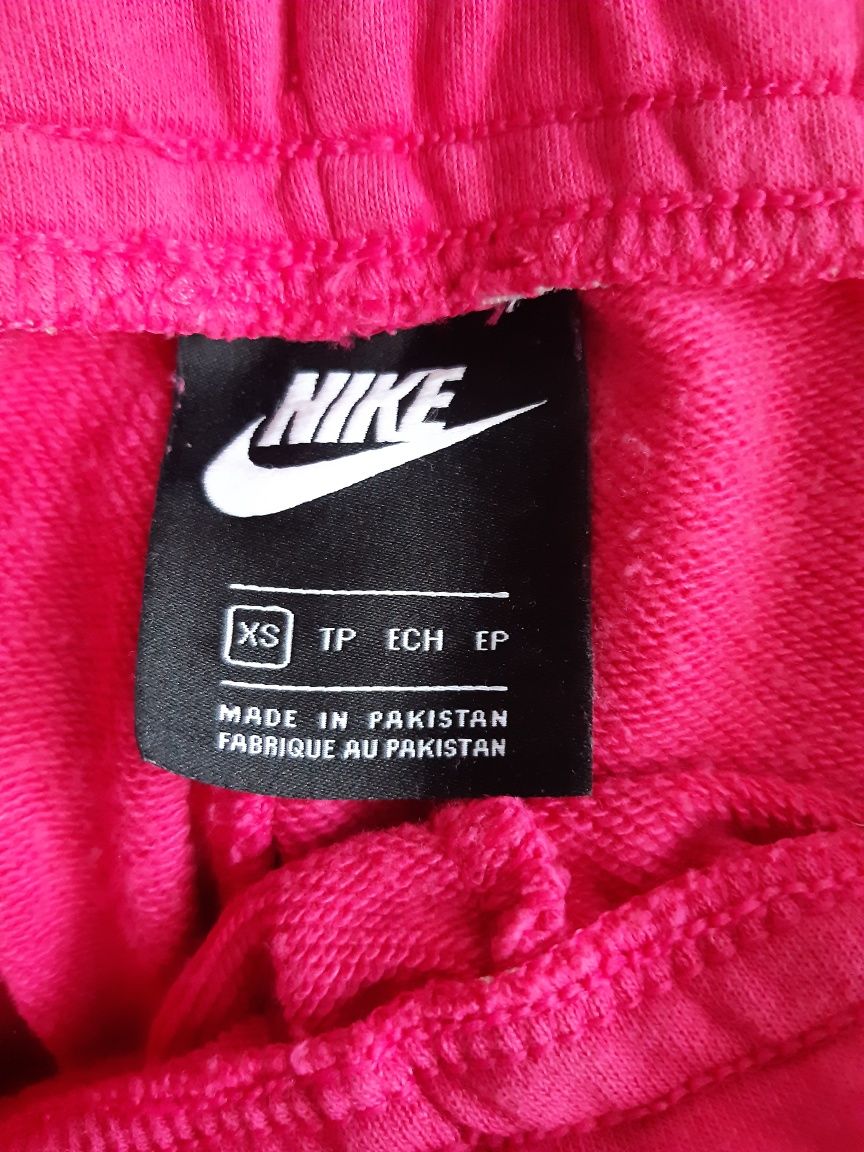 NIKE
XS TP ECH EP
MADE IN PAKISTAN
FABRIQUE AU PAKISTAN